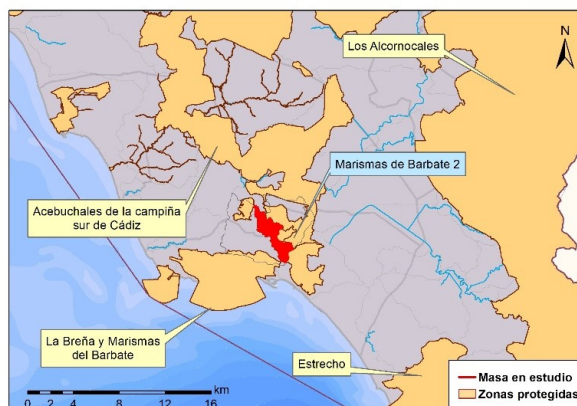 Los Alcornocales
N
Marismas de Barbate 2
Acebuchales de la campiña
sur de Cádiz
La Breña y Marismas
del Barbate
Estrecho
km
0 2 4 8 12 16
Masa en estudio
Zonas protegidas